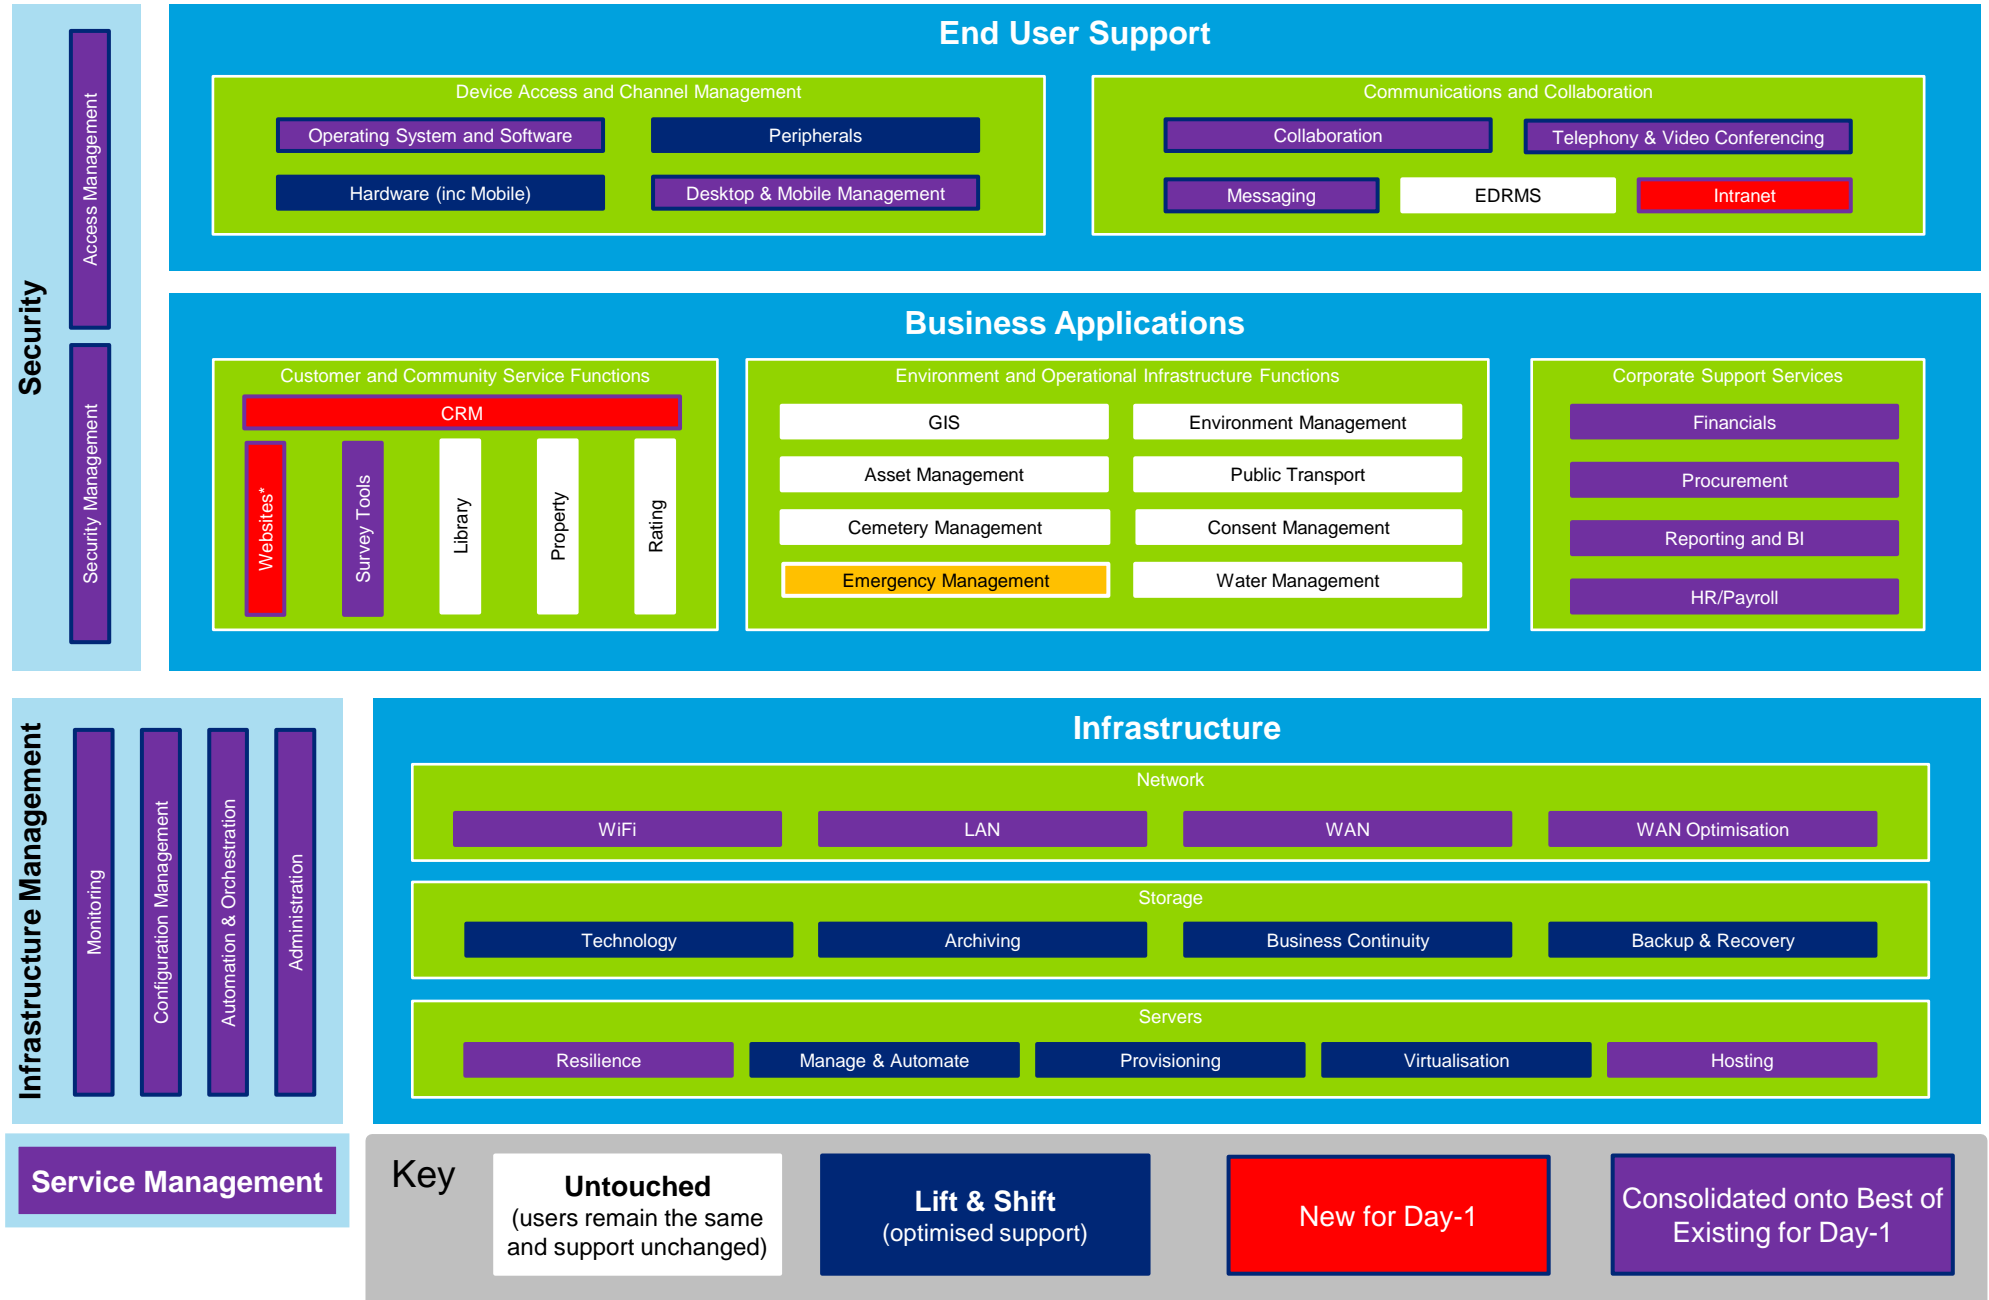 End User Support
Device Access and Channel Management
Operating System and Software
Peripherals
Hardware (inc Mobile)
Desktop & Mobile Management
Communications and Collaboration
Collaboration
Telephony & Video Conferencing
Messaging
EDRMS
Intranet
Security
Access Management
Security Management
Business Applications
Customer and Community Service Functions
CRM
Websites*
Survey Tools
Library
Property
Rating
Environment and Operational Infrastructure Functions
GIS
Environment Management
Asset Management
Public Transport
Cemetery Management
Consent Management
Emergency Management
Water Management
Corporate Support Services
Financials
Procurement
Reporting and BI
HR/Payroll
Infrastructure Management
Monitoring
Configuration Management
Automation & Orchestration
Administration
Infrastructure
Network
WiFi
LAN
WAN
WAN Optimisation
Storage
Technology
Archiving
Business Continuity
Backup & Recovery
Servers
Resilience
Manage & Automate
Provisioning
Virtualisation
Hosting
Service Management
Key
Untouched
(users remain the same
and support unchanged)
Lift & Shift
(optimised support)
New for Day-1
Consolidated onto Best of
Existing for Day-1